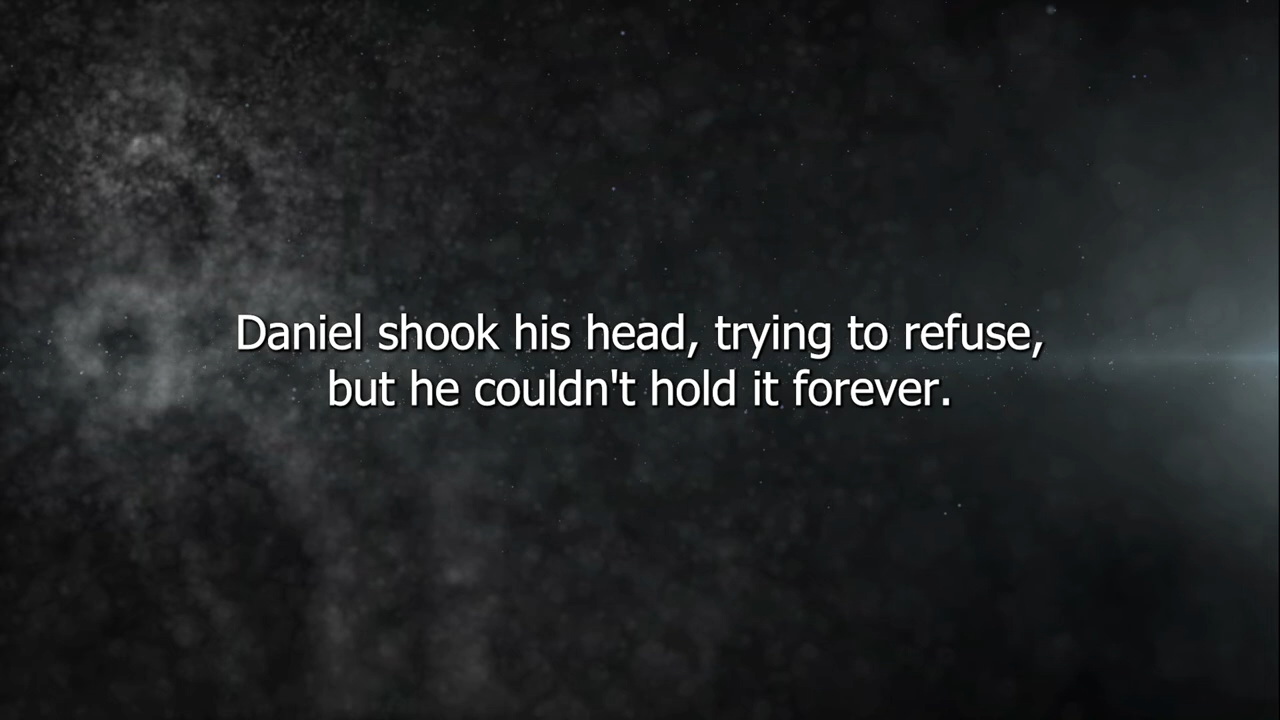 Daniel shook his head, trying to refuse,
but he couldn't hold it forever.